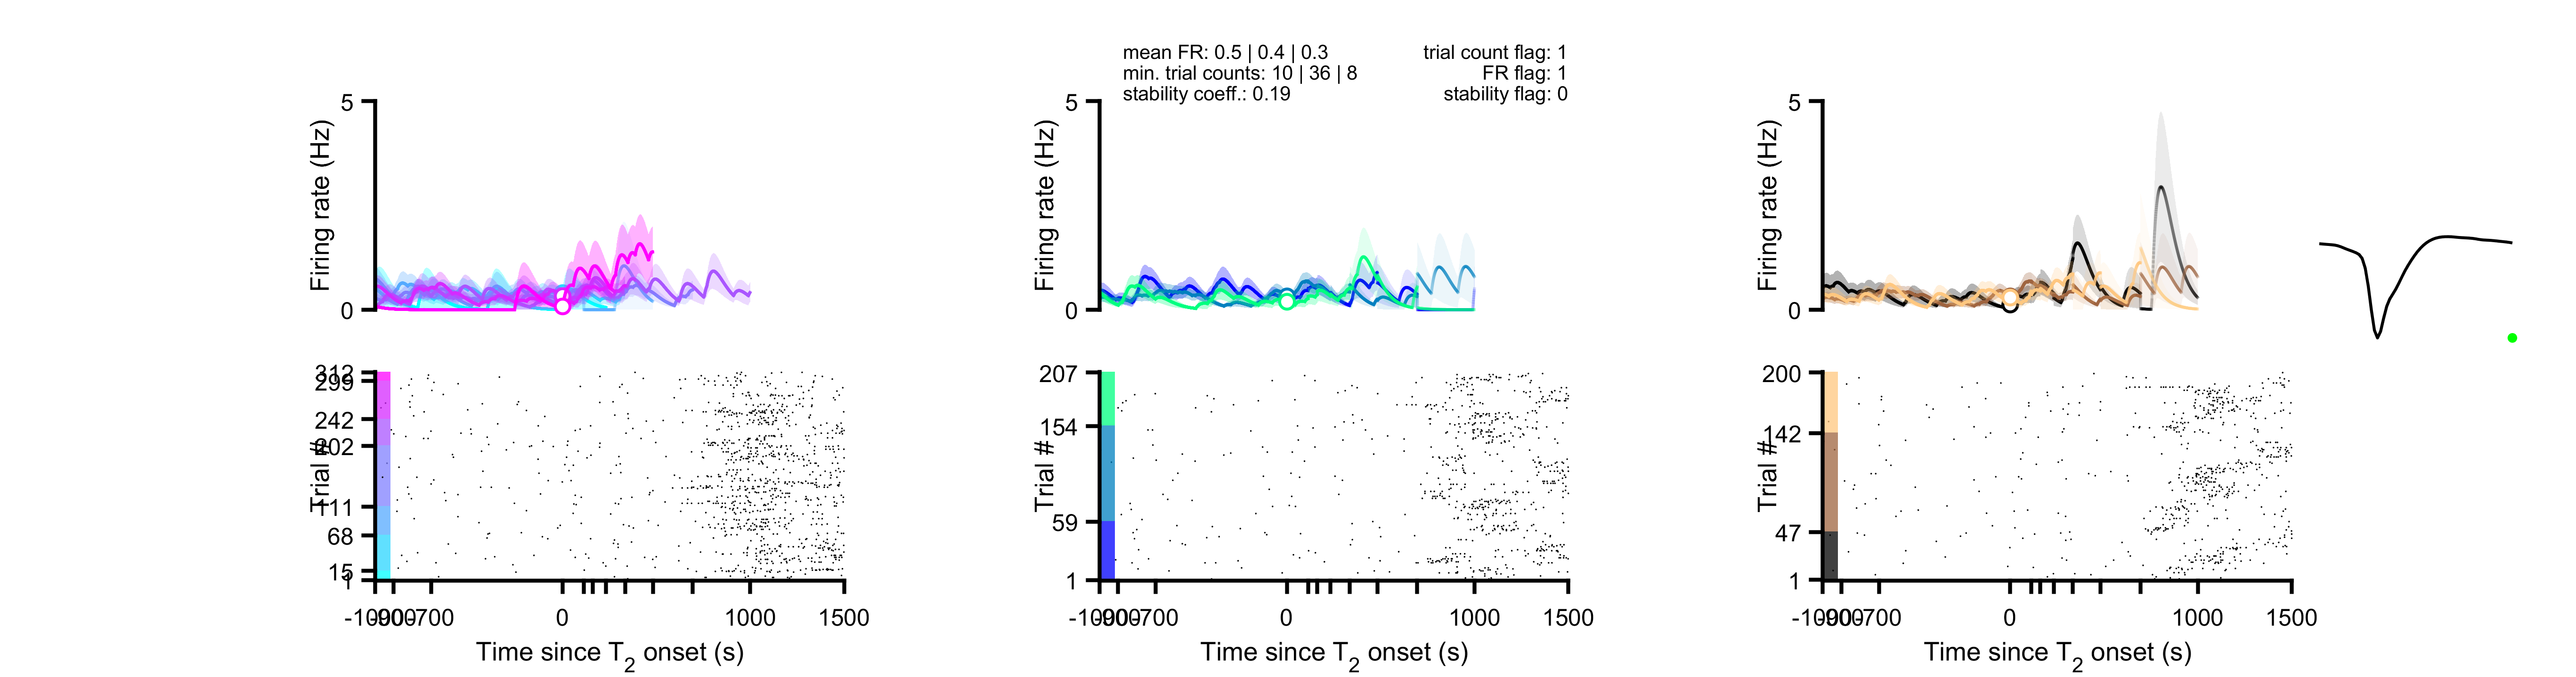 mean FR: 0.5 | 0.4 | 0.3
min. trial counts: 10 | 36 | 8
stability coeff.: 0.19
trial count flag: 1
FR flag: 1
stability flag: 0
5
0
Firing rate (Hz)
5
0
Firing rate (Hz)
5
0
Firing rate (Hz)
312
299
242
202
111
68
15
1
Trial #
207
154
59
1
Trial #
200
142
47
1
Trial #
-700
0
1000
1500
Time since T2 onset (s)
-700
0
1000
1500
Time since T2 onset (s)
-700
0
1000
1500
Time since T2 onset (s)